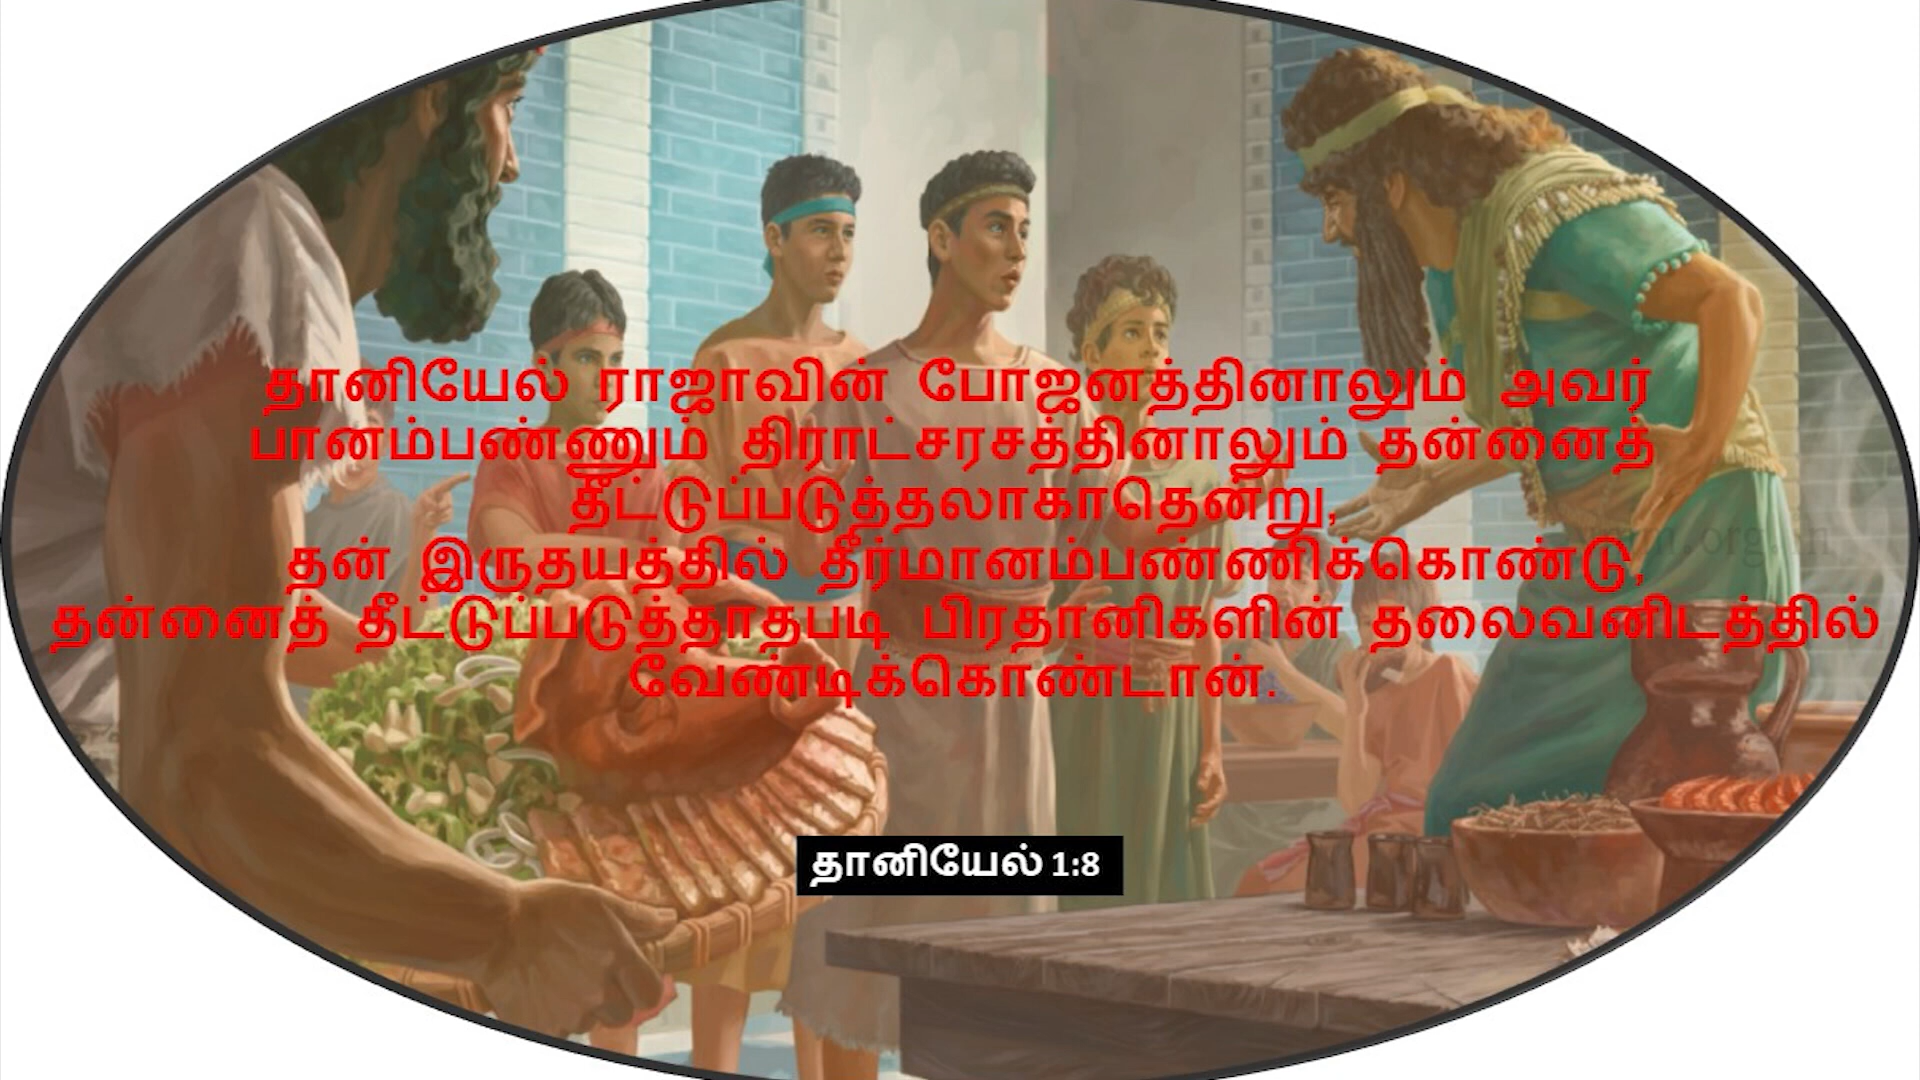 தானியேல் ராஜாவின் போஜனத்தினாலும் அவர்
பானம்பண்ணும் திராட்சரசத்தினாலும் தன்னைத்
தீட்டுப்படுத்தலாகாதென்று,
தன் இருதயத்தில் தீர்மானம்பண்ணிக்கொண்டு,
தன்னைத் தீட்டுப்படுத்தாதபடி பிரதானிகளின் தலைவனிடத்தில்
வேண்டிக்கொண்டான்.
தானியேல் 1:8